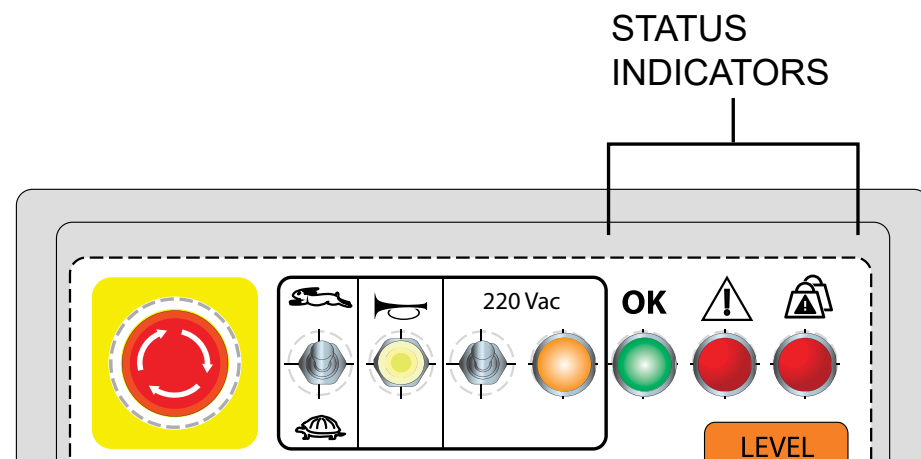 STATUS
INDICATORS
220 Vac
OK
LEVEL